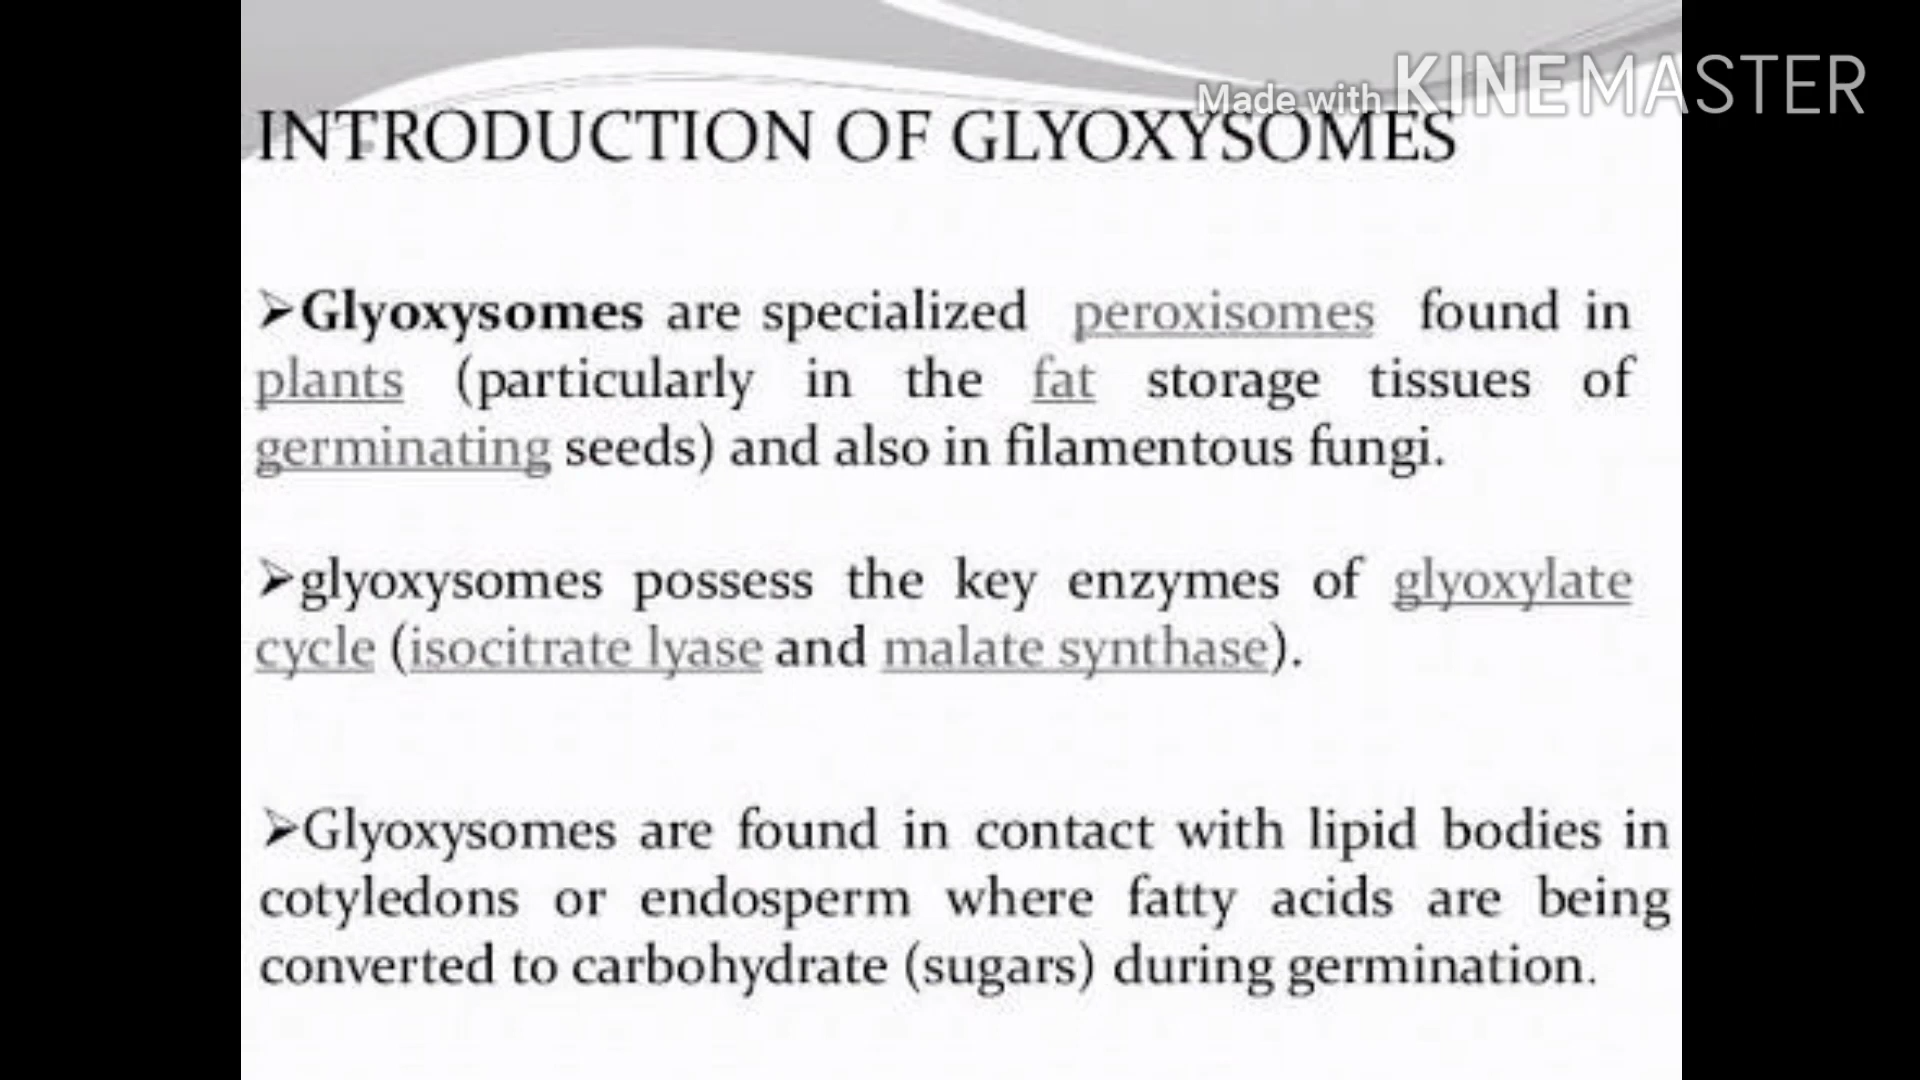 Made with KINEMASTER
INTRODUCTION OF GLYOXYSOMES
➢Glyoxysomes are specialized peroxisomes found in
plants (particularly in the fat storage tissues of
germinating seeds) and also in filamentous fungi.
➢glyoxysomes possess the key enzymes of glyoxylate
cycle (isocitrate lyase and malate synthase).
➢Glyoxysomes are found in contact with lipid bodies in
cotyledons or endosperm where fatty acids are being
converted to carbohydrate (sugars) during germination.